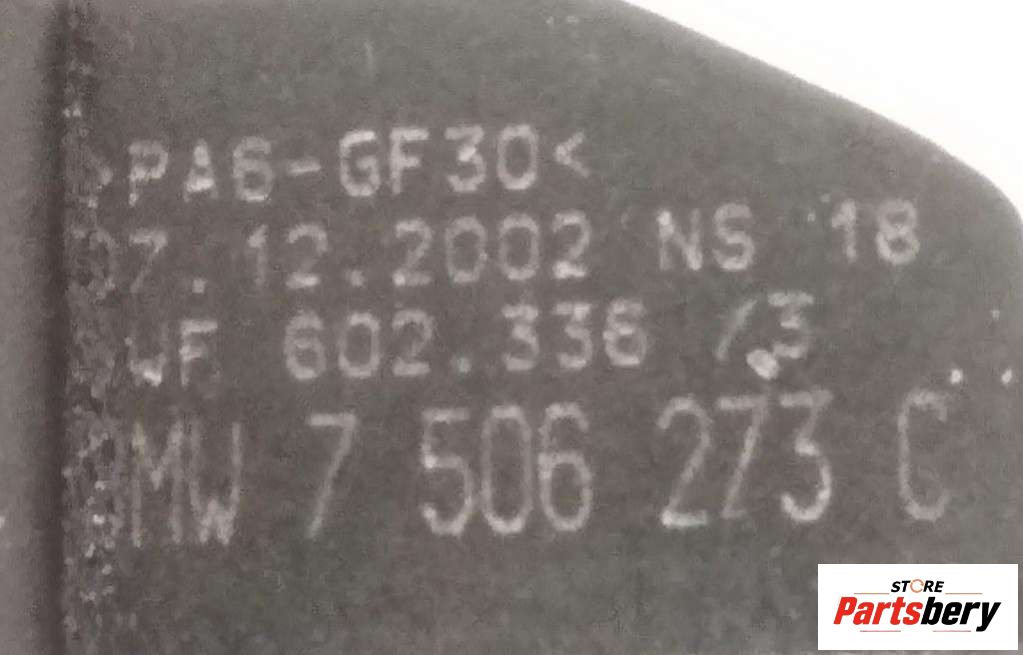 >PA6-GF30<
07.12.2002 NS 18
WF 602.336 /3
BMW 7 506 273 C
STORE
Partsbery